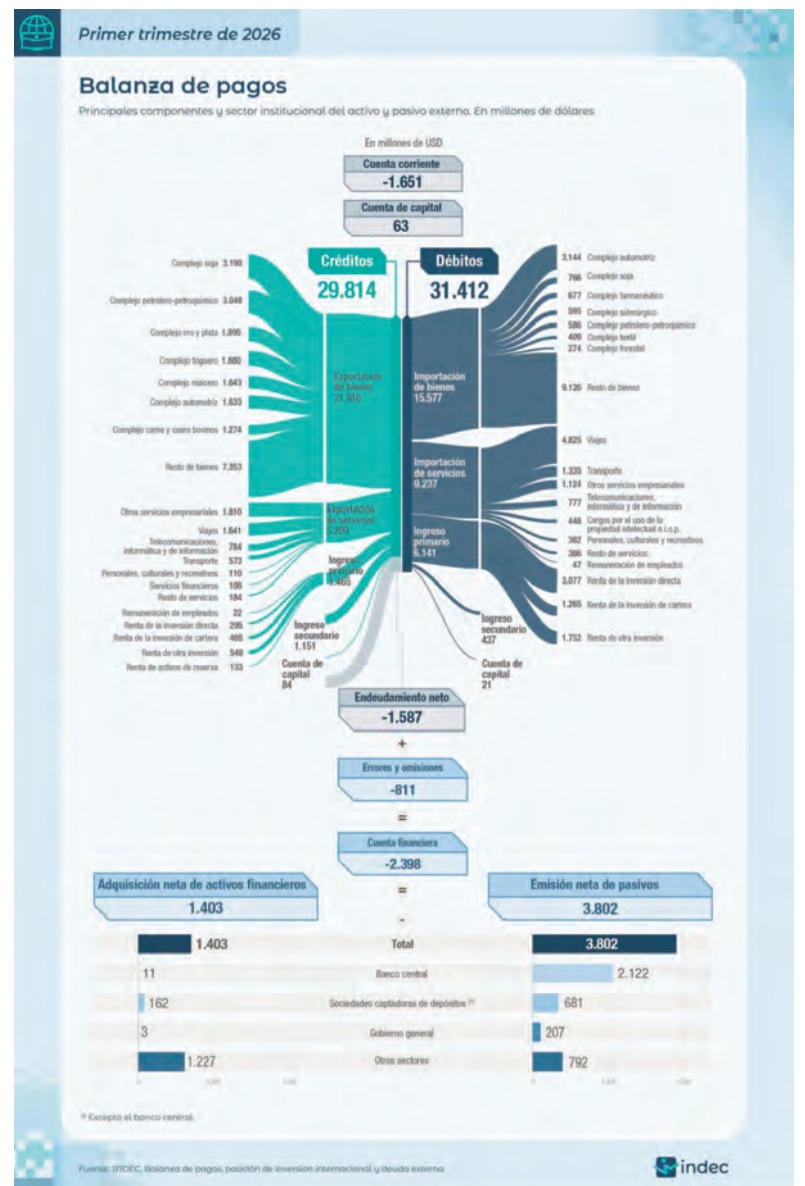 Primer trimestre de 2026
Balanza de pagos
Principales componentes y sector institucional del activo y pasivo externo. En millones de dólares
En millones de USD
Cuenta corriente
-1.651
Cuenta de capital
63
Créditos
29.814
Débitos
31.412
Complejo soja 3.190
Complejo petrolero-petroquímico 3.048
Complejo oro y plata 1.895
Complejo triguero 1.880
Complejo maicero 1.643
Complejo automotriz 1.633
Complejo carne y cuero bovinos 1.274
Resto de bienes 7.353
Exportación
de bienes
21.916
Otros servicios empresariales 1.810
Viajes 1.641
Telecomunicaciones,
informática y de información 784
Transporte 573
Personales, culturales y recreativos 110
Servicios financieros 106
Resto de servicios 184
Exportación
de servicios
5.209
Remuneración de empleados 22
Renta de la inversión directa 295
Renta de la inversión de cartera
Renta de otra inversión 549
Renta de activos de reserva 133
Ingreso
primario
1.465
Ingreso
secundario
1.151
Cuenta de
capital
84
Importación
de bienes
15.577
3.144 Complejo automotriz
766 Complejo soja
677 Complejo farmacéutico
595 Complejo siderúrgico
586 Complejo petrolero-petroquímico
409 Complejo textil
274 Complejo forestal
9.126 Resto de bienes
Importación
de servicios
9.237
4.825 Viajes
1.335 Transporte
1.124 Otros servicios empresariales
777 Telecomunicaciones,
informática y de información
448 Cargos por el uso de la
propiedad intelectual n.i.o.p.
Personales, culturales y recreativos
Resto de servicios
Ingreso
primario
6.141
47 Remuneración de empleados
3.077 Renta de la inversión directa
1.265 Renta de la inversión de cartera
1.752 Renta de otra inversión
Ingreso
secundario
437
Cuenta de
capital
21
Endeudamiento neto
-1.587
+
Errores y omisiones
-811
=
Cuenta financiera
-2.398
=
Adquisición neta de activos financieros
1.403
-
Emisión neta de pasivos
3.802
1.403 Total 3.802
11 Banco central 2.122
162 Sociedades captadoras de depósitos (1) 681
3 Gobierno general 207
1.227 Otros sectores 792
(1) Excepto el banco central.
Fuente: INDEC, Balanza de pagos, posición de inversión internacional y deuda externa.
indec